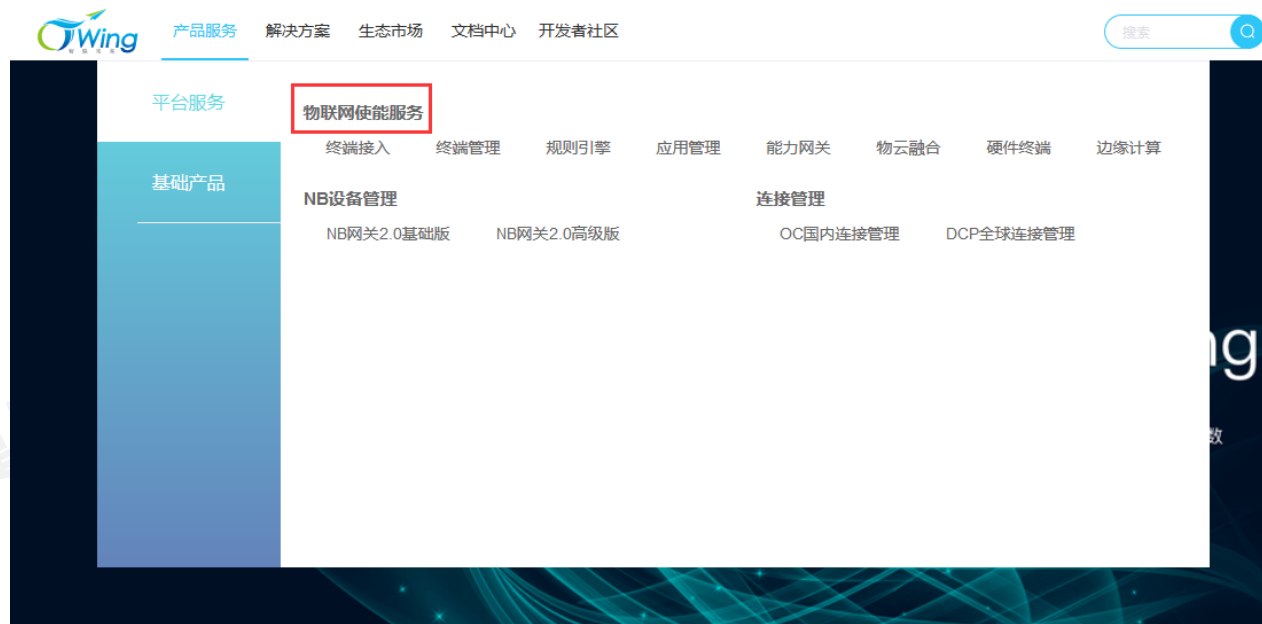 CTWing
智能连接
产品服务 解决方案 生态市场 文档中心 开发者社区 搜索
平台服务
基础产品
物联网使能服务
终端接入 终端管理 规则引擎 应用管理 能力网关 物云融合 硬件终端 边缘计算
NB设备管理 连接管理
NB网关2.0基础版 NB网关2.0高级版 OC国内连接管理 DCP全球连接管理
ng
数